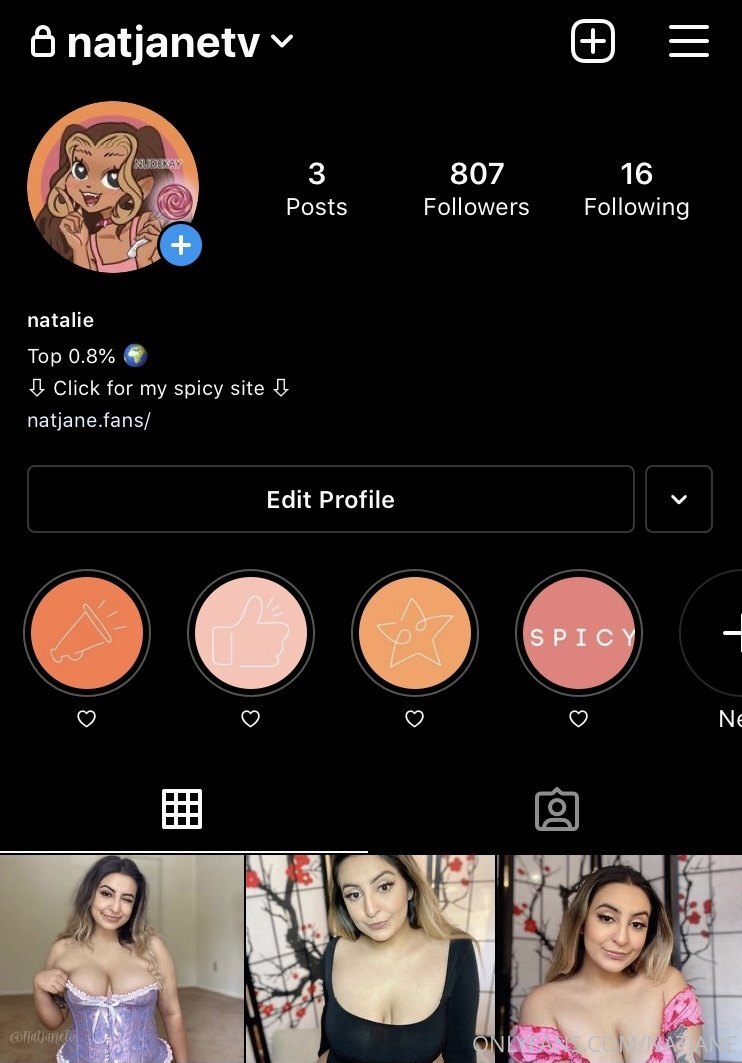 natjanetv
NUDEKAY
3
Posts
807
Followers
16
Following
natalie
Top 0.8% 🌍
⇩ Click for my spicy site ⇩
natjane.fans/
Edit Profile
SPICY
♡
♡
♡
♡
Ne
@natjanetv
ONLYFANS.COM/NATJANE